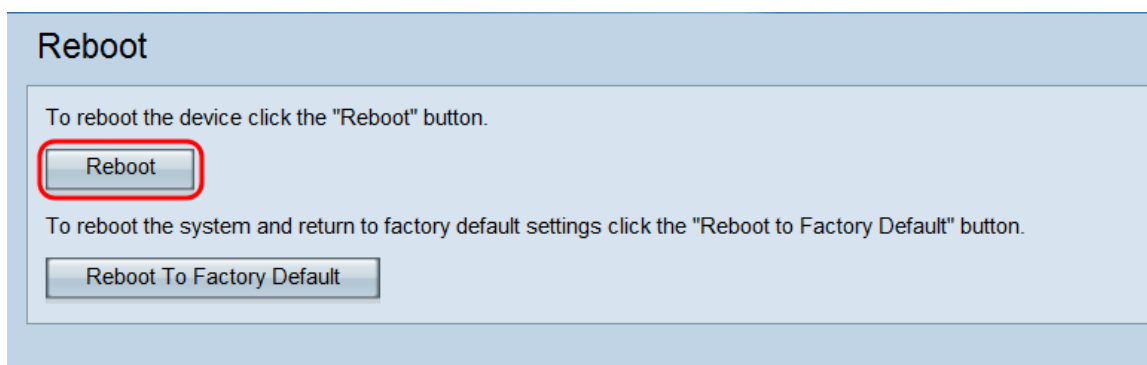 Reboot
To reboot the device click the "Reboot" button.
Reboot
To reboot the system and return to factory default settings click the "Reboot to Factory Default" button.
Reboot To Factory Default